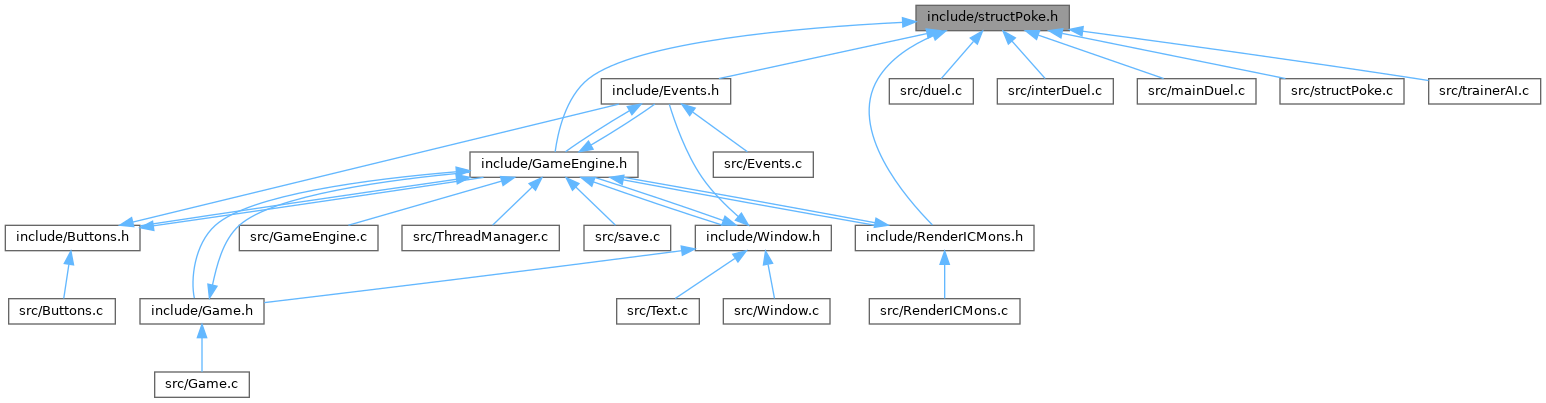 include/structPoke.h
include/Events.h
src/duel.c
src/interDuel.c
src/mainDuel.c
src/structPoke.c
src/trainerAI.c
include/GameEngine.h
src/Events.c
include/Buttons.h
src/GameEngine.c
src/ThreadManager.c
src/save.c
include/Window.h
include/RenderICMons.h
src/Buttons.c
include/Game.h
src/Text.c
src/Window.c
src/RenderICMons.c
src/Game.c